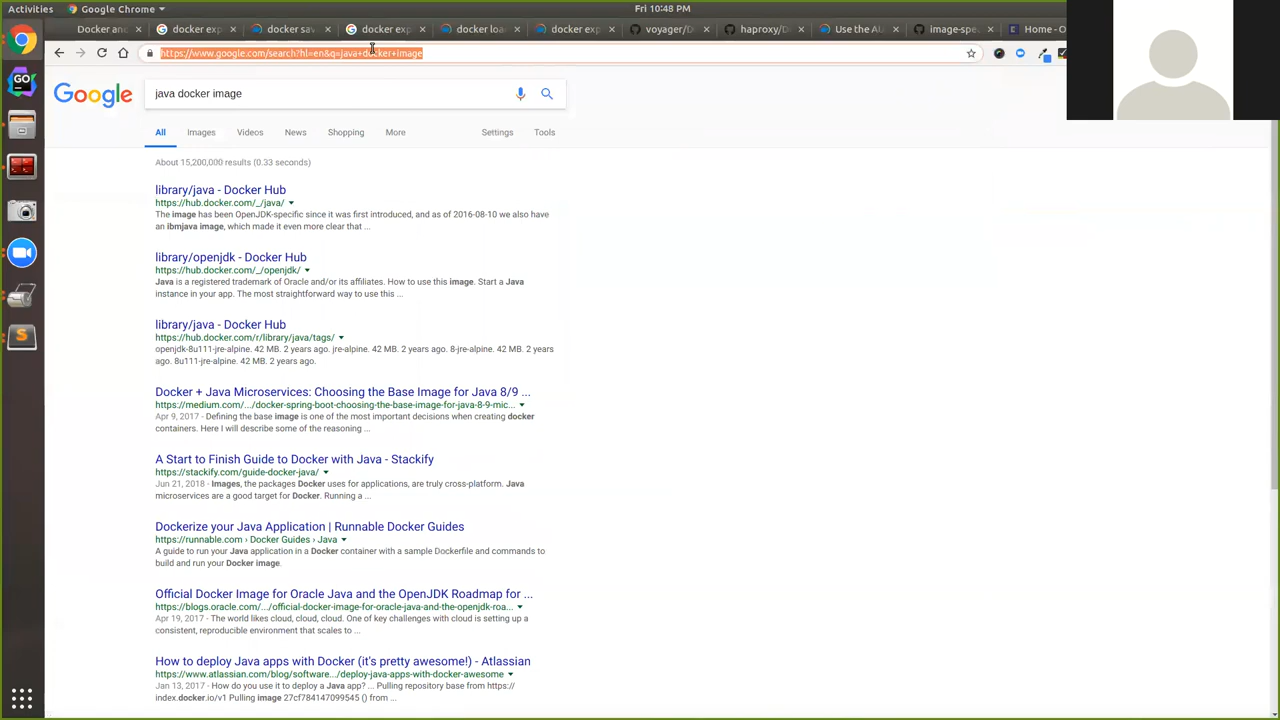 Activities Google Chrome Fri 10:48 PM
Docker and docker exp docker sav docker exp docker loa docker exp voyager/D haproxy/D Use the AU image-spe Home - O
https://www.google.com/search?hl=en&q=java+docker+image
Google java docker image
All Images Videos News Shopping More Settings Tools
About 15,200,000 results (0.33 seconds)
library/java - Docker Hub
https://hub.docker.com/_/java/
The image has been OpenJDK-specific since it was first introduced, and as of 2016-08-10 we also have
an ibmjava image, which made it even more clear that ...
library/openjdk - Docker Hub
https://hub.docker.com/_/openjdk/
Java is a registered trademark of Oracle and/or its affiliates. How to use this image. Start a Java
instance in your app. The most straightforward way to use this ...
library/java - Docker Hub
https://hub.docker.com/r/library/java/tags/
openjdk-8u111-jre-alpine. 42 MB. 2 years ago. jre-alpine. 42 MB. 2 years ago. 8-jre-alpine. 42 MB. 2 years
ago. 8u111-jre-alpine. 42 MB. 2 years ago.
Docker + Java Microservices: Choosing the Base Image for Java 8/9 ...
https://medium.com/.../docker-spring-boot-choosing-the-base-image-for-java-8-9-mic...
Apr 9, 2017 - Defining the base image is one of the most important decisions when creating docker
containers. Here I will describe some of the reasoning ...
A Start to Finish Guide to Docker with Java - Stackify
https://stackify.com/guide-docker-java/
Jun 21, 2018 - Images, the packages Docker uses for applications, are truly cross-platform. Java
microservices are a good target for Docker. Running a ...
Dockerize your Java Application | Runnable Docker Guides
https://runnable.com › Docker Guides › Java
A guide to run your Java application in a Docker container with a sample Dockerfile and commands to
build and run your Docker image.
Official Docker Image for Oracle Java and the OpenJDK Roadmap for ...
https://blogs.oracle.com/.../official-docker-image-for-oracle-java-and-the-openjdk-roa...
Apr 19, 2017 - The world likes cloud, cloud, cloud. One of key challenges with cloud is setting up a
consistent, reproducible environment that scales to ...
How to deploy Java apps with Docker (it's pretty awesome!) - Atlassian
https://www.atlassian.com/blog/software.../deploy-java-apps-with-docker-awesome
Jan 13, 2017 - How do you use it to deploy a Java app? ... Pulling repository base from https://
index.docker.io/v1 Pulling image 27cf784147099545 () from ...